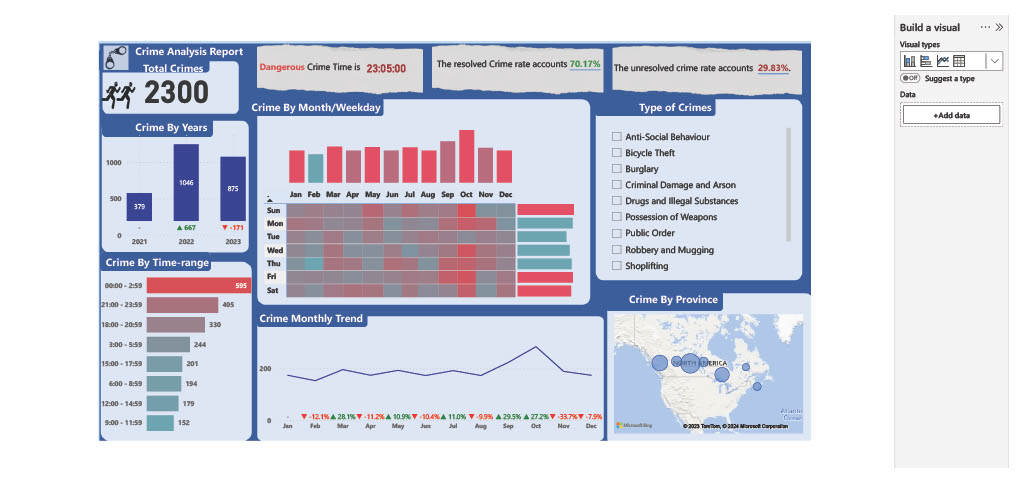 Crime Analysis Report
Total Crimes
2300
Dangerous Crime Time is 23:05:00
The resolved Crime rate accounts 70.17%
The unresolved crime rate accounts 29.83%.
Crime By Years
1000
500
0
379
1046
875
-
▲ 667
▼ -171
2021
2022
2023
Crime By Time-range
00:00 - 2:59 595
21:00 - 23:59 405
18:00 - 20:59 330
3:00 - 5:59 244
15:00 - 17:59 201
6:00 - 8:59 194
12:00 - 14:59 179
9:00 - 11:59 152
Crime By Month/Weekday
Jan Feb Mar Apr May Jun Jul Aug Sep Oct Nov Dec
Sun
Mon
Tue
Wed
Thu
Fri
Sat
Crime Monthly Trend
200
0
- ▼ -12.1% ▲ 28.1% ▼ -11.2% ▲ 10.9% ▼ -10.4% ▲ 11.0% ▼ -9.9% ▲ 29.5% ▲ 27.2% ▼ -33.7% ▼ -7.9%
Jan Feb Mar Apr May Jun Jul Aug Sep Oct Nov Dec
Type of Crimes
Anti-Social Behaviour
Bicycle Theft
Burglary
Criminal Damage and Arson
Drugs and Illegal Substances
Possession of Weapons
Public Order
Robbery and Mugging
Shoplifting
Crime By Province
NORTH AMERICA
Atlantic
Ocean
Microsoft Bing
© 2023 TomTom, © 2024 Microsoft Corporation
Build a visual
Visual types
Off
Suggest a type
Data
+Add data